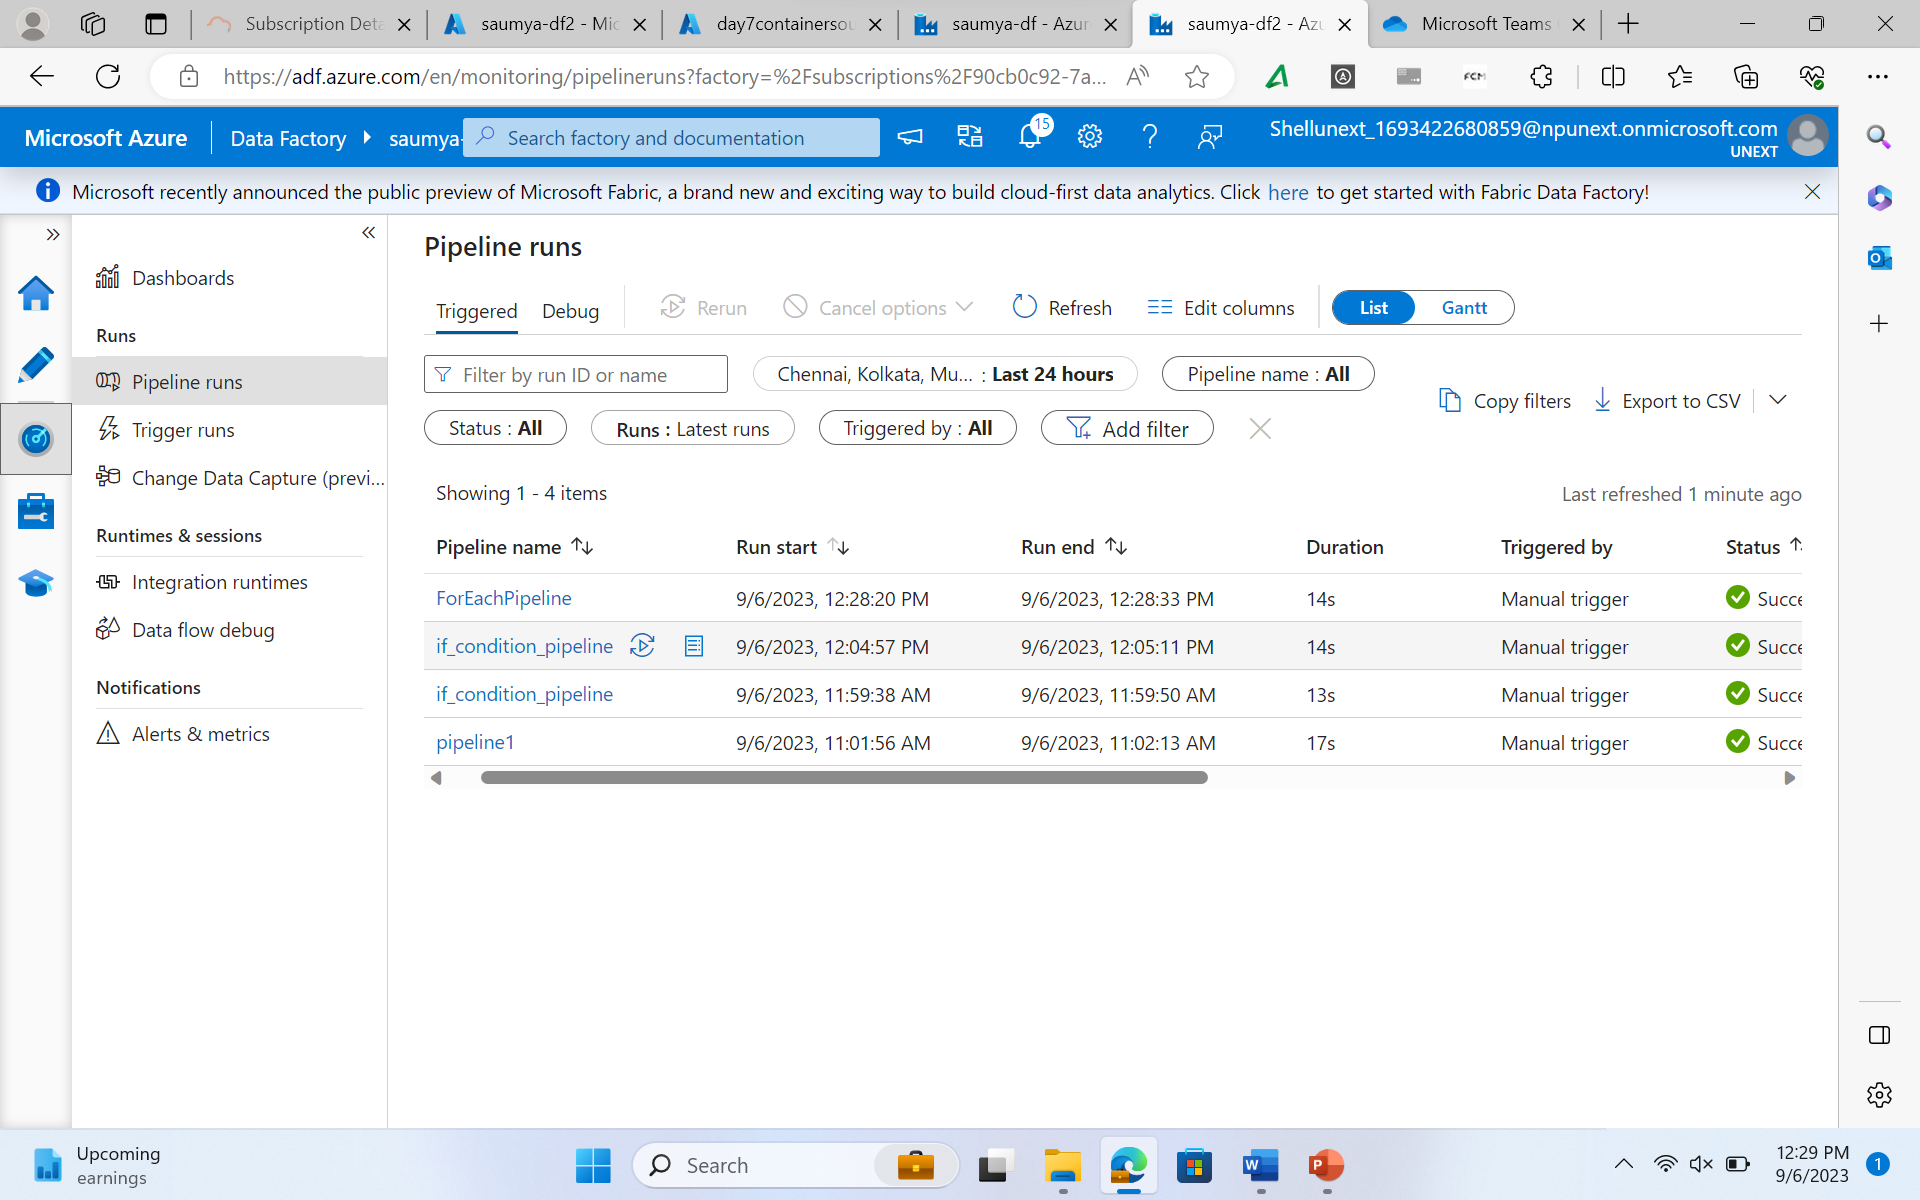 Subscription Deta
saumya-df2 - Mic
day7containersou
saumya-df - Azur
saumya-df2 - Azu
Microsoft Teams
https://adf.azure.com/en/monitoring/pipelineruns?factory=%2Fsubscriptions%2F90cb0c92-7a...
FCM
Microsoft Azure
Data Factory
saumya-
Search factory and documentation
15
Shellunext_1693422680859@npunext.onmicrosoft.com
UNEXT
Microsoft recently announced the public preview of Microsoft Fabric, a brand new and exciting way to build cloud-first data analytics. Click here to get started with Fabric Data Factory!
Dashboards
Runs
Pipeline runs
Trigger runs
Change Data Capture (previ...
Runtimes & sessions
Integration runtimes
Data flow debug
Notifications
Alerts & metrics
Pipeline runs
Triggered Debug
Rerun Cancel options Refresh Edit columns List Gantt
Filter by run ID or name
Chennai, Kolkata, Mu... : Last 24 hours
Pipeline name : All
Status : All
Runs : Latest runs
Triggered by : All
Add filter
Copy filters
Export to CSV
Showing 1 - 4 items
Last refreshed 1 minute ago
Pipeline name Run start Run end Duration Triggered by Status
ForEachPipeline 9/6/2023, 12:28:20 PM 9/6/2023, 12:28:33 PM 14s Manual trigger Succe
if_condition_pipeline 9/6/2023, 12:04:57 PM 9/6/2023, 12:05:11 PM 14s Manual trigger Succe
if_condition_pipeline 9/6/2023, 11:59:38 AM 9/6/2023, 11:59:50 AM 13s Manual trigger Succe
pipeline1 9/6/2023, 11:01:56 AM 9/6/2023, 11:02:13 AM 17s Manual trigger Succe
Upcoming
earnings
Search
12:29 PM
9/6/2023
1